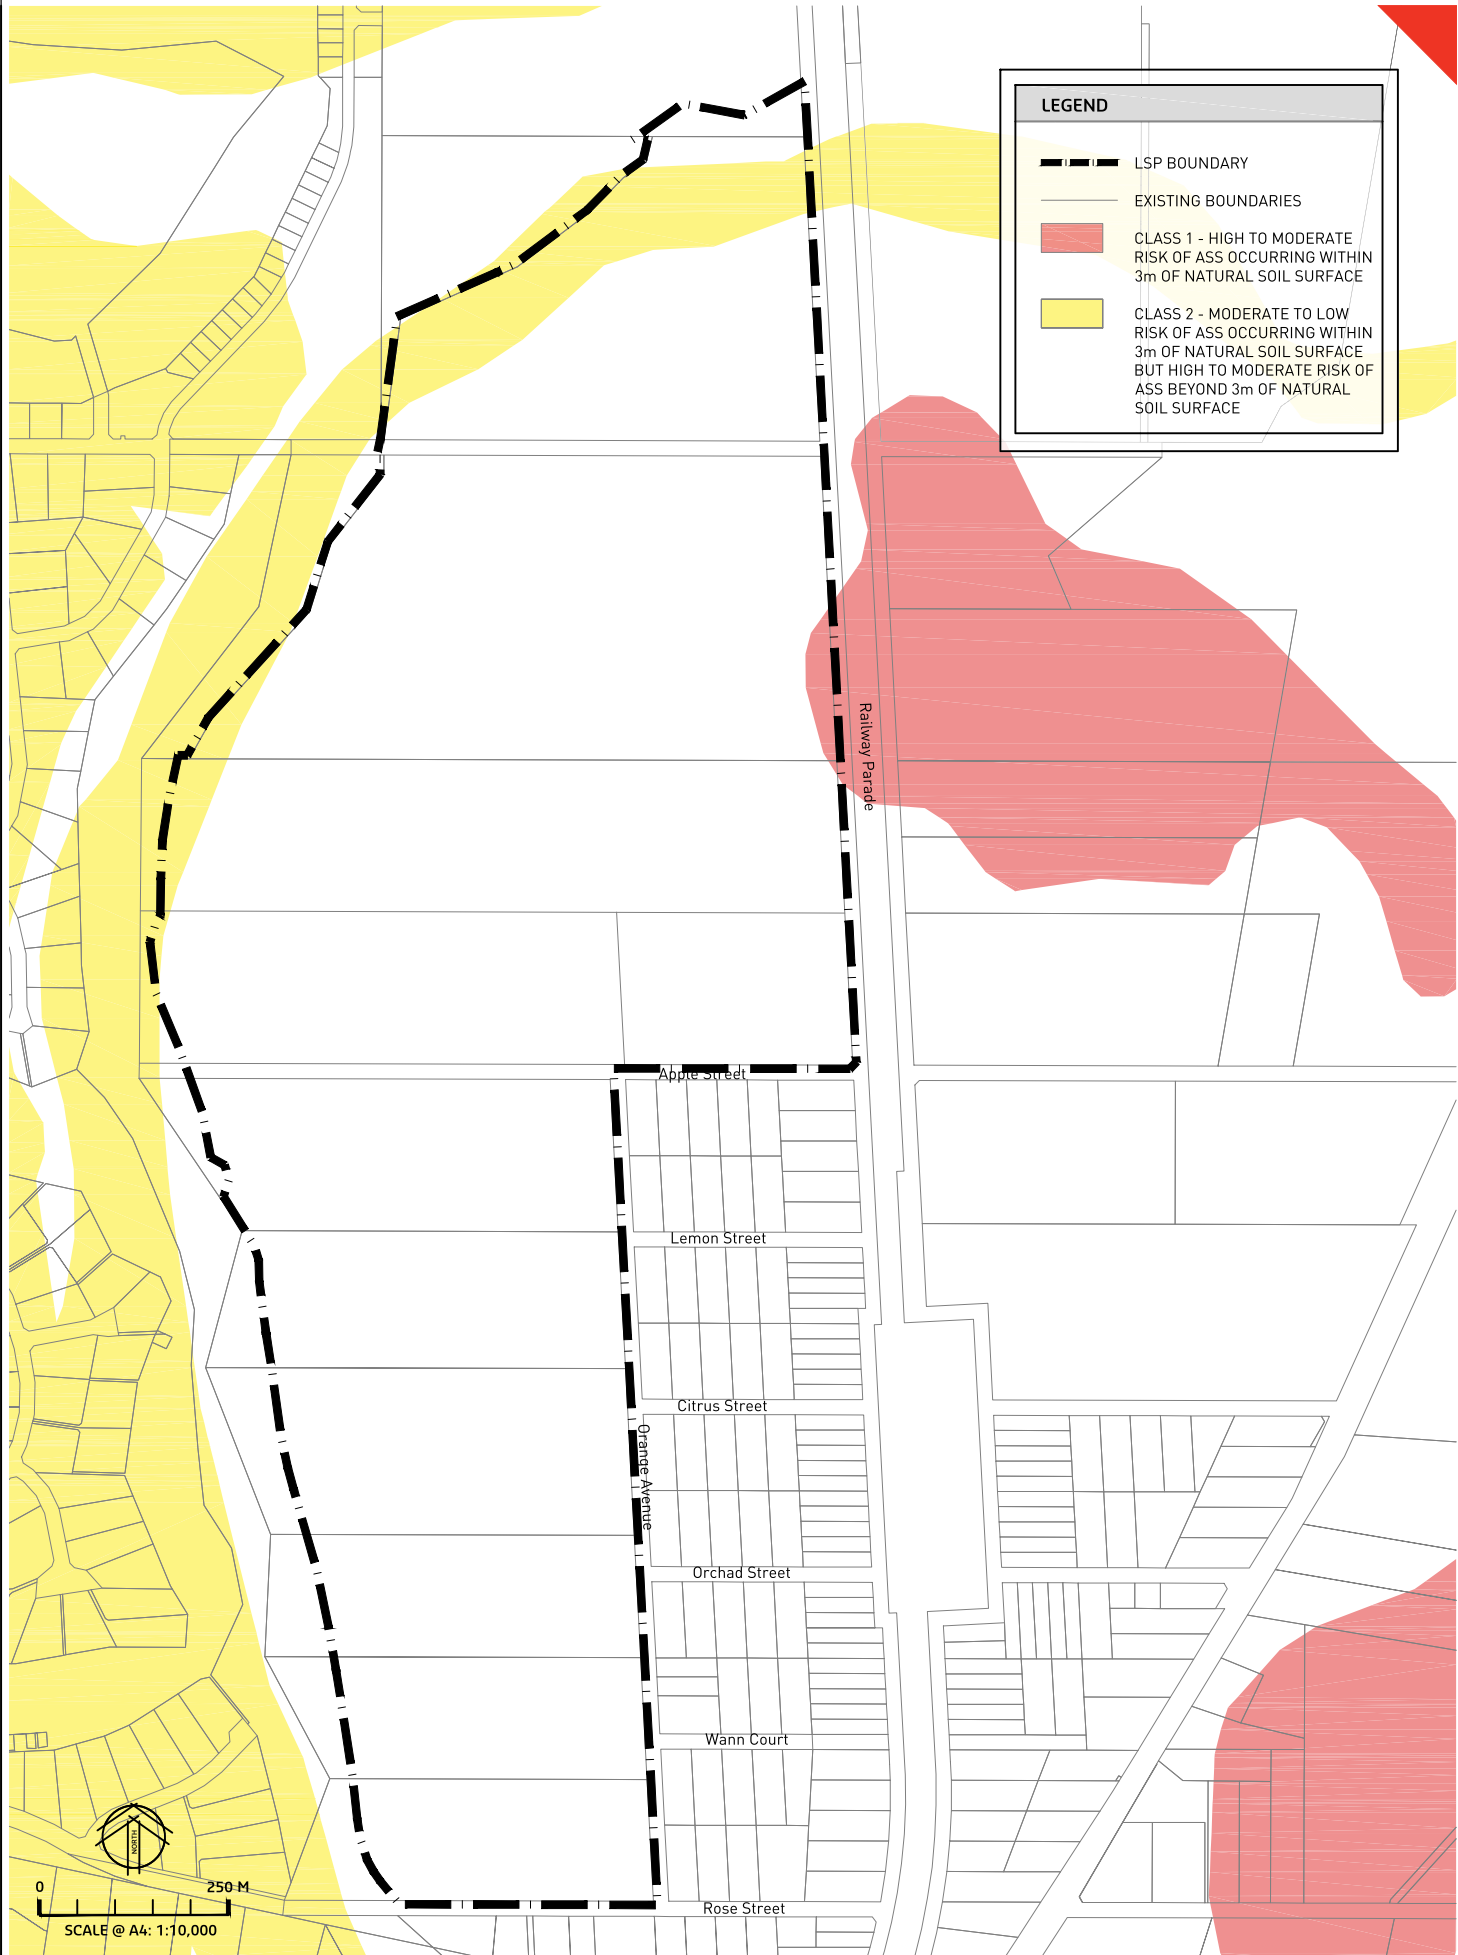 LEGEND
LSP BOUNDARY
EXISTING BOUNDARIES
CLASS 1 - HIGH TO MODERATE
RISK OF ASS OCCURRING WITHIN
3m OF NATURAL SOIL SURFACE
CLASS 2 - MODERATE TO LOW
RISK OF ASS OCCURRING WITHIN
3m OF NATURAL SOIL SURFACE
BUT HIGH TO MODERATE RISK OF
ASS BEYOND 3m OF NATURAL
SOIL SURFACE
Railway Parade
Apple Street
Lemon Street
Citrus Street
Orange Avenue
Orchad Street
Wann Court
Rose Street
NORTH
0 250 M
SCALE @ A4: 1:10,000